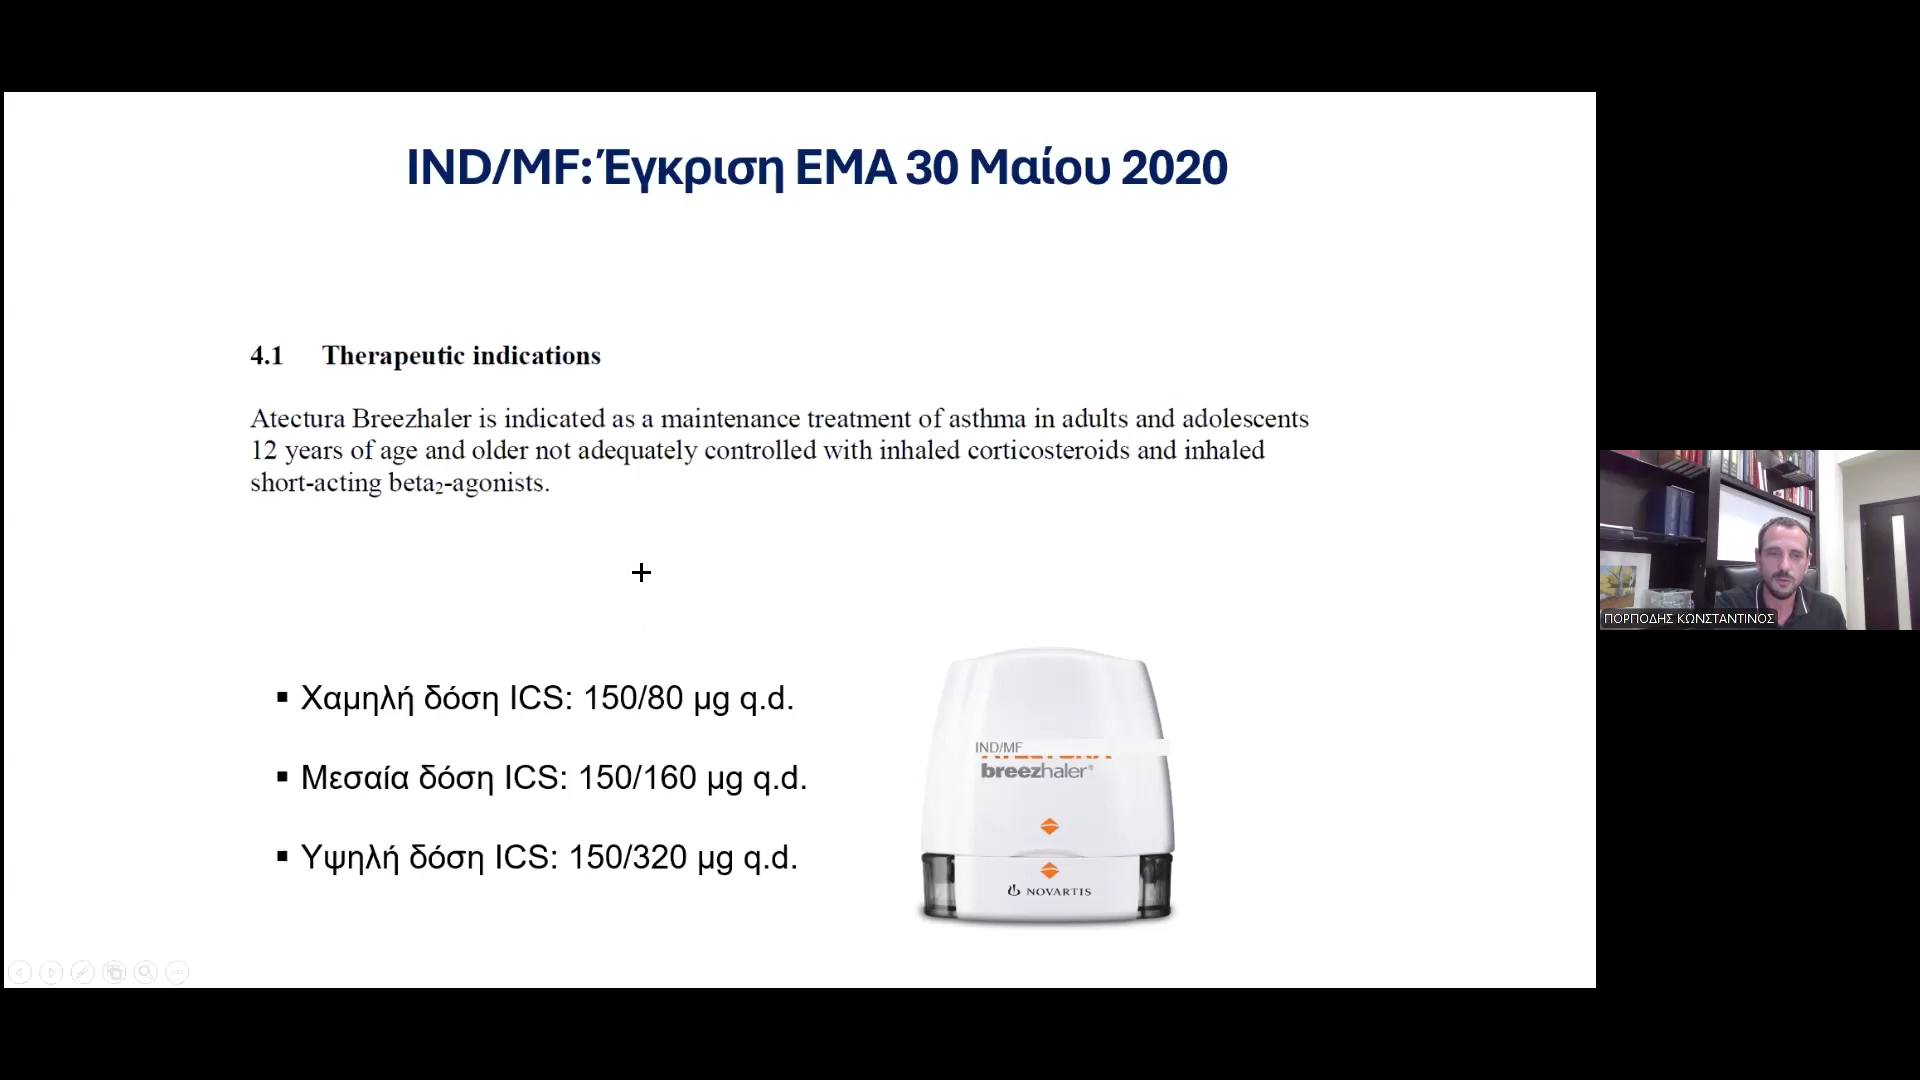 IND/MF: Έγκριση EMA 30 Μαίου 2020
4.1 Therapeutic indications
Atectura Breezhaler is indicated as a maintenance treatment of asthma in adults and adolescents
12 years of age and older not adequately controlled with inhaled corticosteroids and inhaled
short-acting beta₂-agonists.
▪ Χαμηλή δόση ICS: 150/80 μg q.d.
▪ Μεσαία δόση ICS: 150/160 μg q.d.
▪ Υψηλή δόση ICS: 150/320 μg q.d.
IND/MF
breezhaler®
NOVARTIS
ΠΟΡΠΟΔΗΣ ΚΩΝΣΤΑΝΤΙΝΟΣ